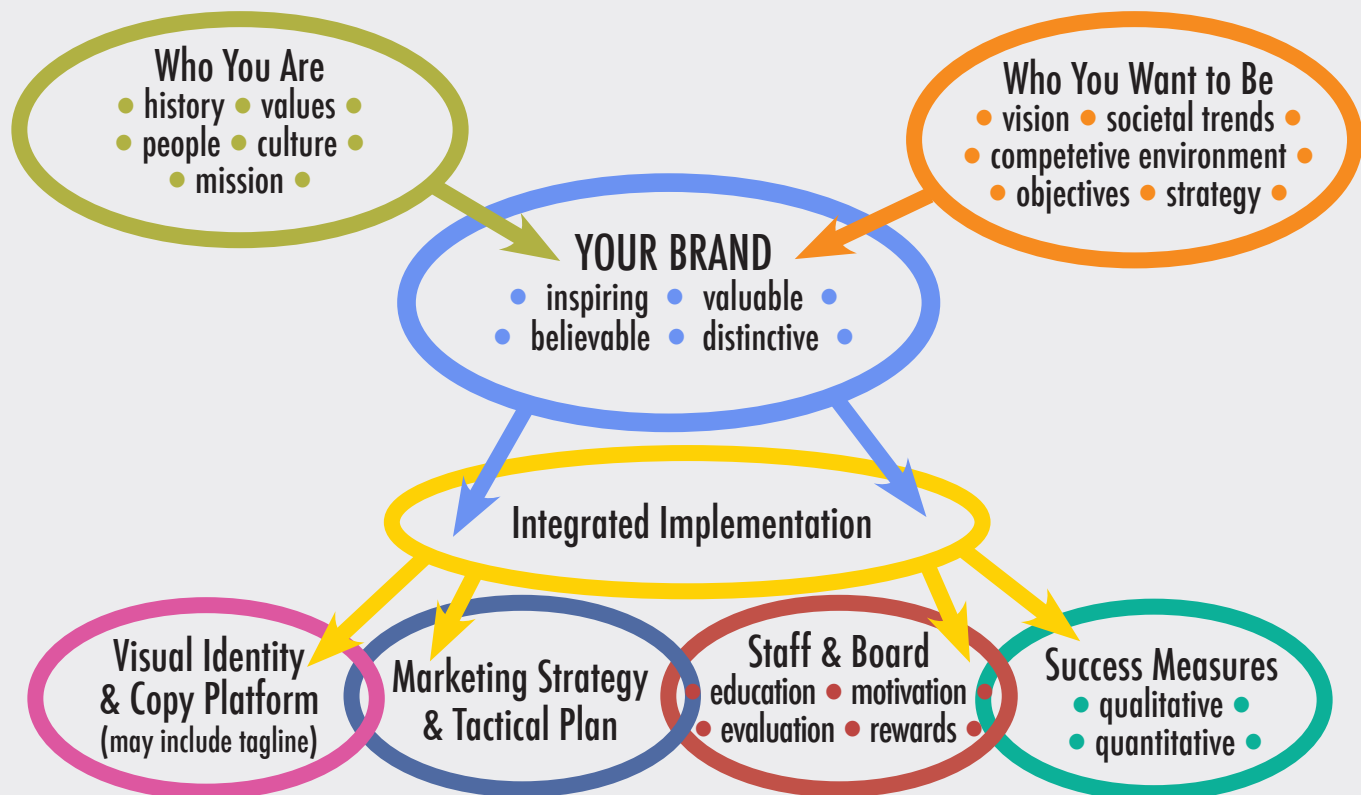 Who You Are
• history • values •
• people • culture •
• mission •
Who You Want to Be
• vision • societal trends •
• competetive environment •
• objectives • strategy •
YOUR BRAND
• inspiring • valuable •
• believable • distinctive •
Integrated Implementation
Visual Identity
& Copy Platform
(may include tagline)
Marketing Strategy
& Tactical Plan
Staff & Board
• education • motivation •
• evaluation • rewards •
Success Measures
• qualitative •
• quantitative •